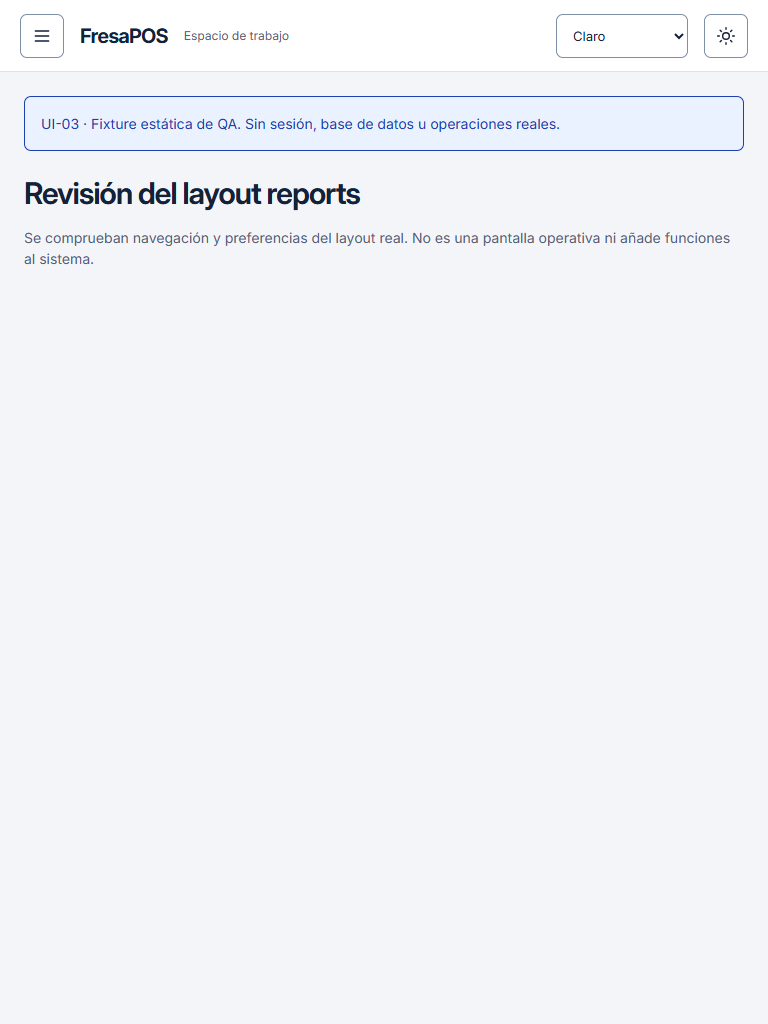 FresaPOS Espacio de trabajo Claro
UI-03 · Fixture estática de QA. Sin sesión, base de datos u operaciones reales.
Revisión del layout reports
Se comprueban navegación y preferencias del layout real. No es una pantalla operativa ni añade funciones
al sistema.